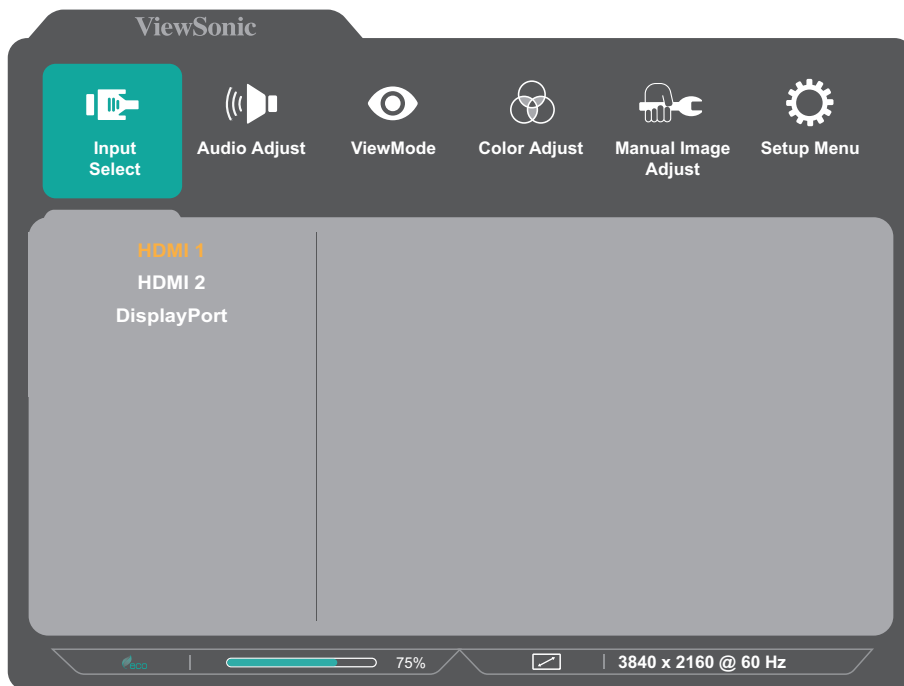 ViewSonic
Input
Select
Audio Adjust
ViewMode
Color Adjust
Manual Image
Adjust
Setup Menu
HDMI 1
HDMI 2
DisplayPort
eco
75%
3840 x 2160 @ 60 Hz